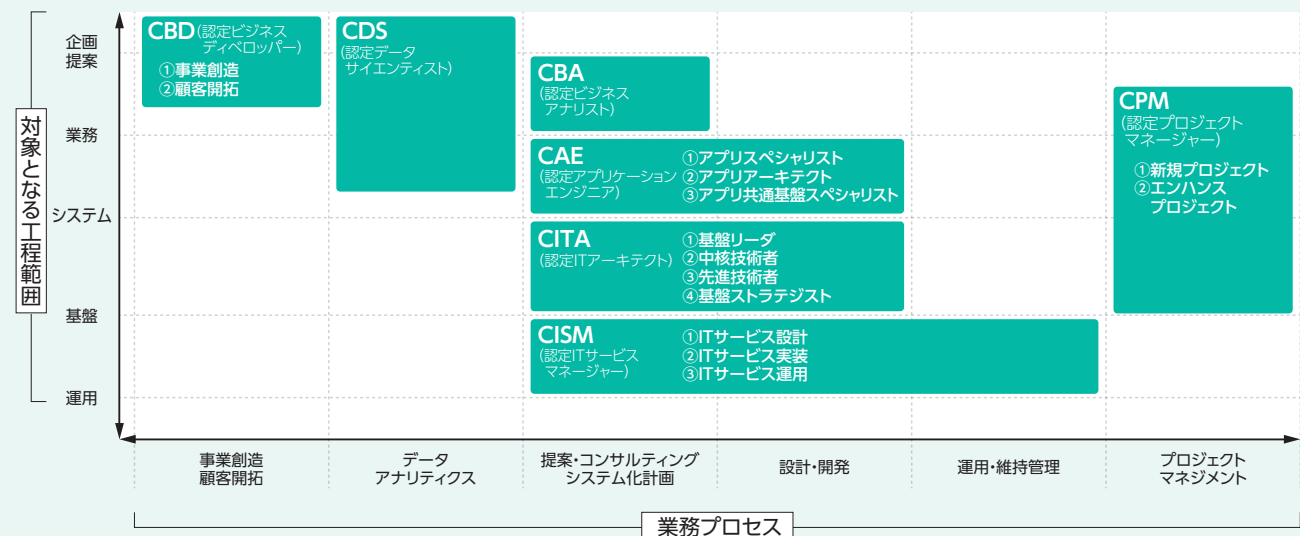 対象となる工程範囲
企画
提案
業務
システム
基盤
運用
CBD(認定ビジネス
ディベロッパー)
①事業創造
②顧客開拓
CDS
(認定データ
サイエンティスト)
CBA
(認定ビジネス
アナリスト)
CAE
(認定アプリケーション
エンジニア)
①アプリスペシャリスト
②アプリアーキテクト
③アプリ共通基盤スペシャリスト
CITA
(認定ITアーキテクト)
①基盤リーダ
②中核技術者
③先進技術者
④基盤ストラテジスト
CISM
(認定ITサービス
マネージャー)
①ITサービス設計
②ITサービス実装
③ITサービス運用
CPM
(認定プロジェクト
マネージャー)
①新規プロジェクト
②エンハンス
プロジェクト
事業創造
顧客開拓
データ
アナリティクス
提案・コンサルティング
システム化計画
設計・開発
運用・維持管理
プロジェクト
マネジメント
業務プロセス